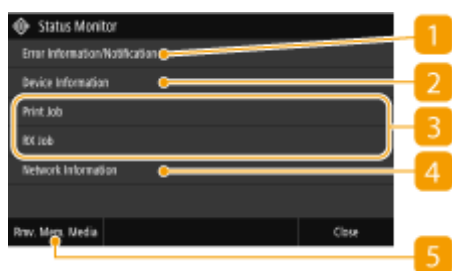 Status Monitor
1
Error Information/Notification
Device Information
2
Print Job
3
RX Job
Network Information
4
Rmv. Mem. Media
Close
5